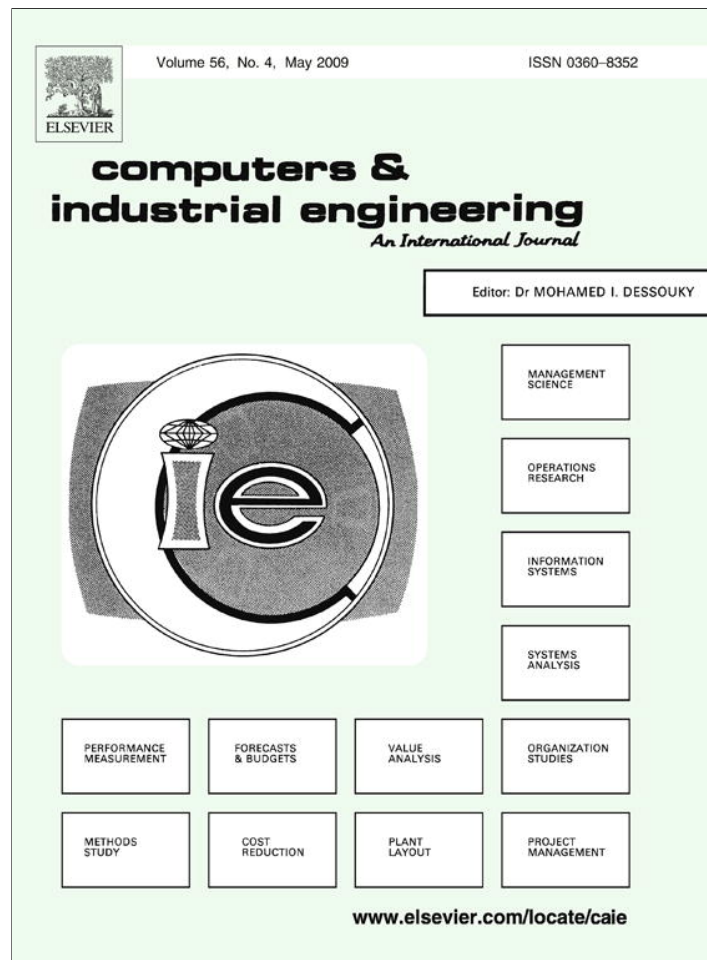 Volume 56, No. 4, May 2009
ISSN 0360–8352
ELSEVIER
computers &
industrial engineering
An International Journal
Editor: Dr MOHAMED I. DESSOUKY
ie
MANAGEMENT
SCIENCE
OPERATIONS
RESEARCH
INFORMATION
SYSTEMS
SYSTEMS
ANALYSIS
PERFORMANCE
MEASUREMENT
FORECASTS
& BUDGETS
VALUE
ANALYSIS
ORGANIZATION
STUDIES
METHODS
STUDY
COST
REDUCTION
PLANT
LAYOUT
PROJECT
MANAGEMENT
www.elsevier.com/locate/caie